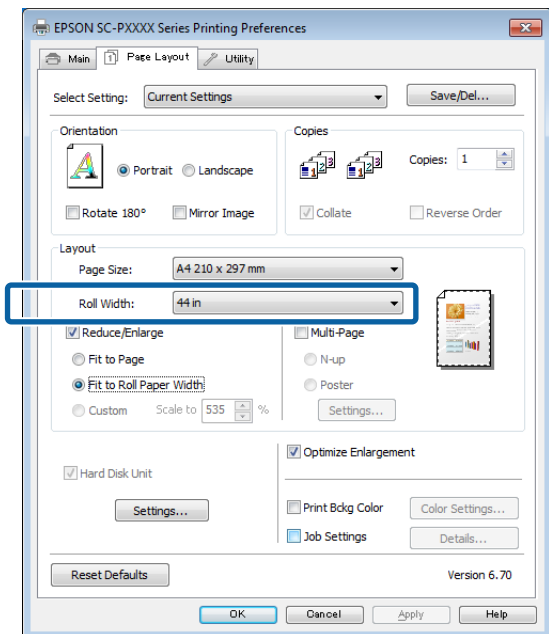 EPSON SC-PXXXX Series Printing Preferences
Main Page Layout Utility
Select Setting: Current Settings Save/Del...
Orientation Copies
Portrait Landscape Copies: 1
Rotate 180° Mirror Image Collate Reverse Order
Layout
Page Size: A4 210 x 297 mm
Roll Width: 44 in
Reduce/Enlarge Multi-Page
Fit to Page N-up
Fit to Roll Paper Width Poster
Custom Scale to 535 % Settings...
Optimize Enlargement
Hard Disk Unit
Settings... Print Bckg Color Color Settings...
Job Settings Details...
Reset Defaults Version 6.70
OK Cancel Apply Help